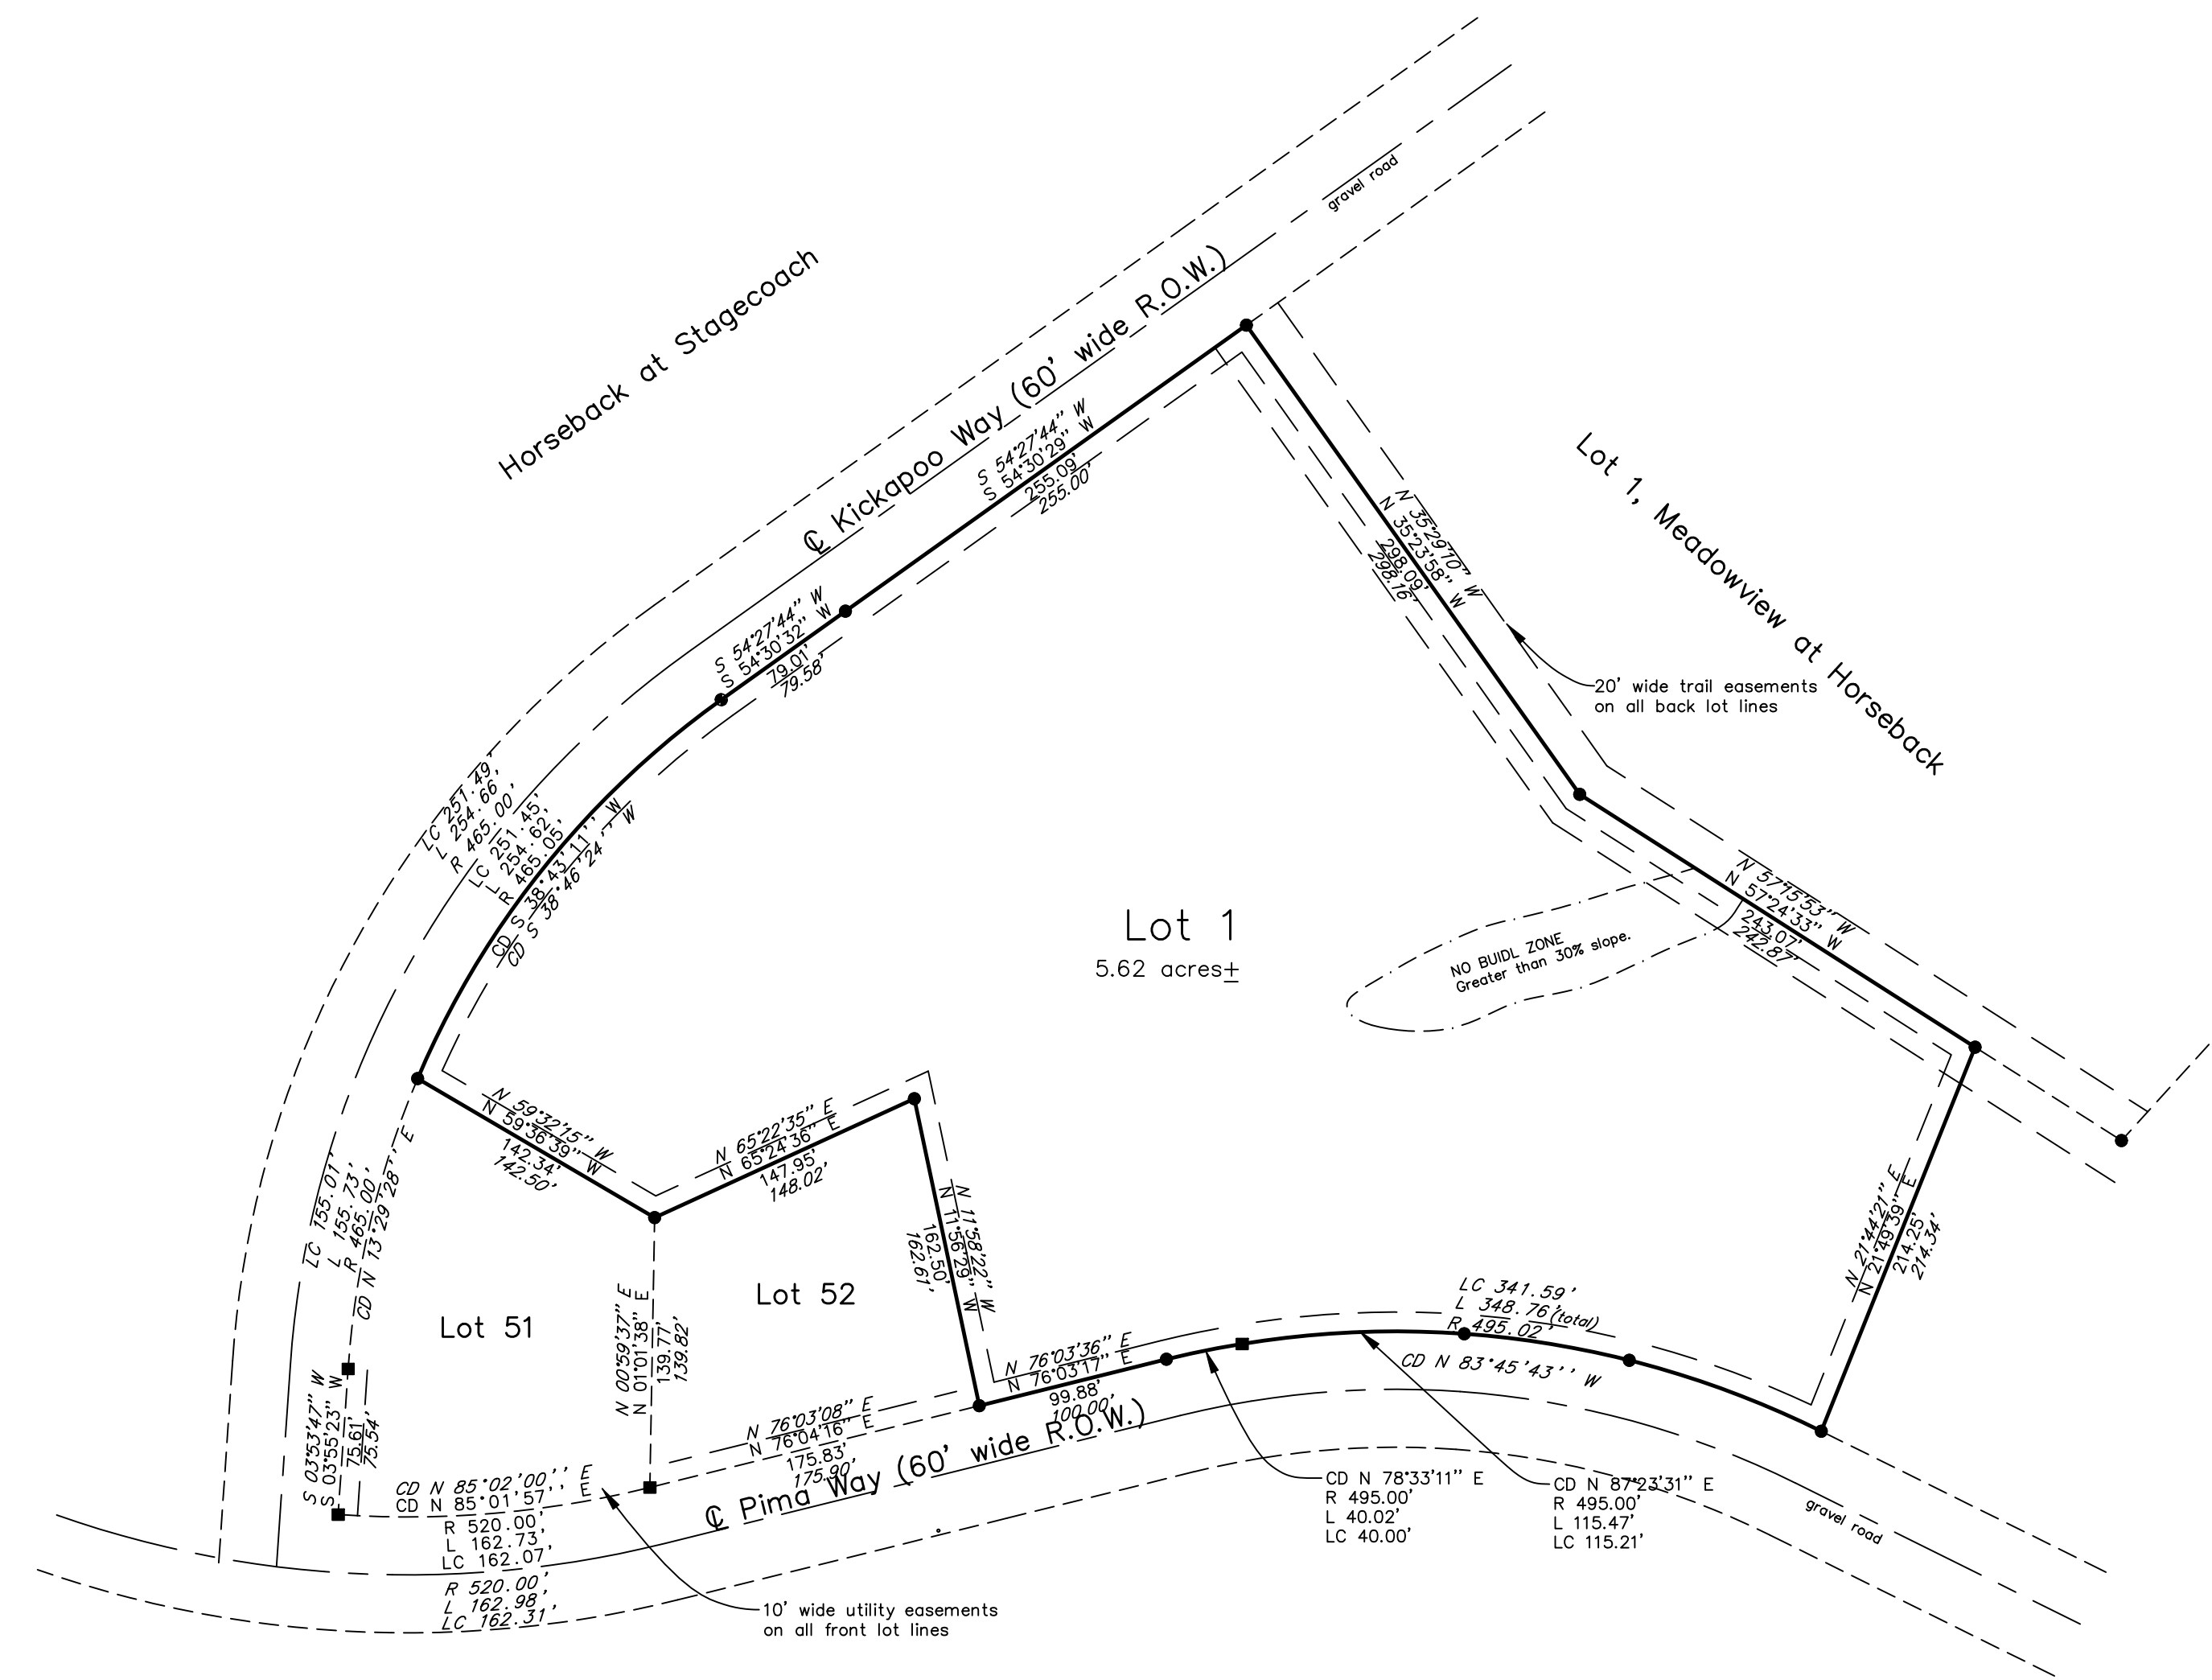 gravel road
Horseback at Stagecoach
℄ Kickapoo Way (60' wide R.O.W.)
S 54°27'44" W
S 54°30'29" W
255.09'
255.00'
Lot 1, Meadowview at Horseback
N 35°29'10" W
N 35°23'58" W
298.09'
298.16'
20' wide trail easements
on all back lot lines
S 54°27'44" W
S 54°30'32" W
79.01'
79.58'
LC 251.49'
L 254.66'
R 465.00'
LC 251.45'
L 254.62'
R 465.05'
CD S 38°43'11'' W
CD S 38°46'24'' W
Lot 1
5.62 acres±
NO BUIDL ZONE
Greater than 30% slope.
N 57°15'53" W
N 57°24'33" W
243.07'
242.87'
N 59°32'15" W
N 59°36'39" W
142.34'
142.50'
N 65°22'35" E
N 65°24'36" E
147.95'
148.02'
N 11°58'22" W
N 11°56'29" W
162.50'
162.61'
N 21°44'21" E
N 21°49'39" E
214.25'
214.34'
LC 155.01'
L 155.73'
R 465.00'
CD N 13°29'28'' E
Lot 51
Lot 52
N 00°59'37" E
N 01°01'38" E
139.77'
139.82'
LC 341.59'
L 348.76'(total)
R 495.02'
CD N 83°45'43'' W
N 76°03'36" E
N 76°03'17" E
99.88'
100.00'
S 03°53'47" W
S 03°55'23" W
75.61'
75.54'
N 76°03'08" E
N 76°04'16" E
175.83'
175.90'
℄ Pima Way (60' wide R.O.W.)
CD N 85°02'00'' E
CD N 85°01'57'' E
R 520.00'
L 162.73'
LC 162.07'
R 520.00'
L 162.98'
LC 162.31'
CD N 78°33'11" E
R 495.00'
L 40.02'
LC 40.00'
CD N 87°23'31" E
R 495.00'
L 115.47'
LC 115.21'
gravel road
10' wide utility easements
on all front lot lines